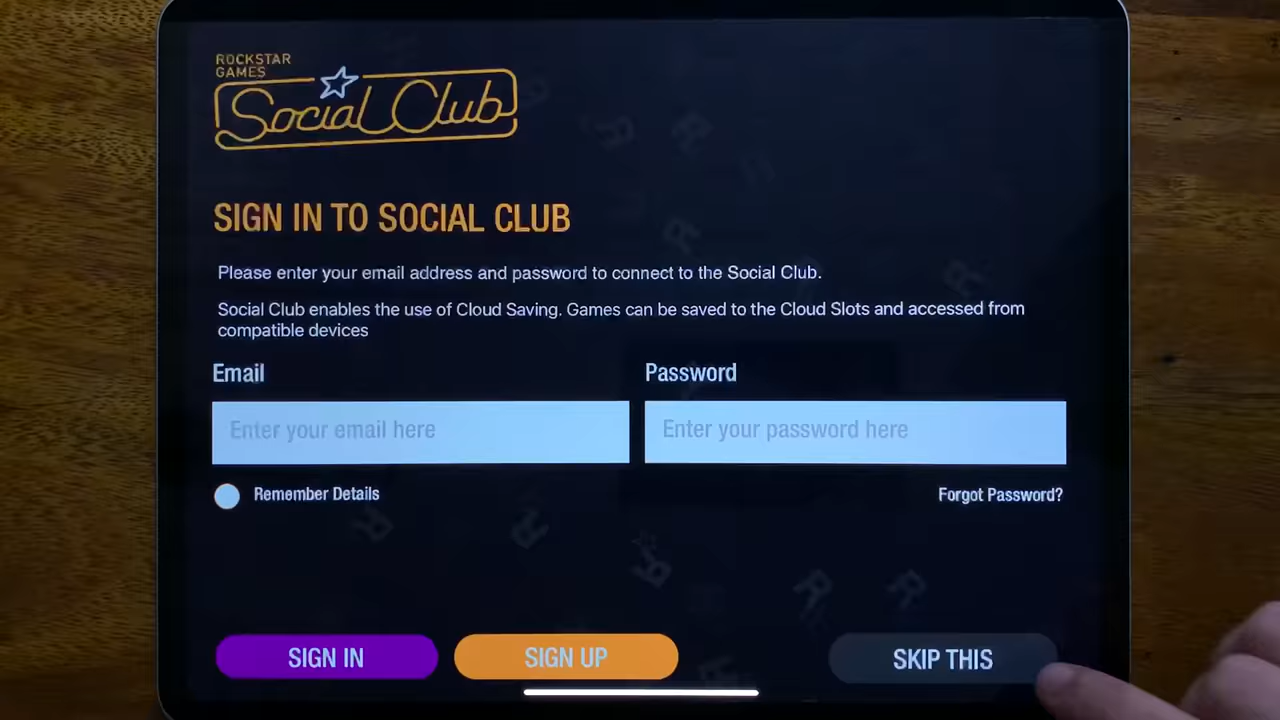 ROCKSTAR
GAMES
Social Club
SIGN IN TO SOCIAL CLUB
Please enter your email address and password to connect to the Social Club.
Social Club enables the use of Cloud Saving. Games can be saved to the Cloud Slots and accessed from
compatible devices
Email
Password
Enter your email here
Enter your password here
Remember Details
Forgot Password?
SIGN IN
SIGN UP
SKIP THIS